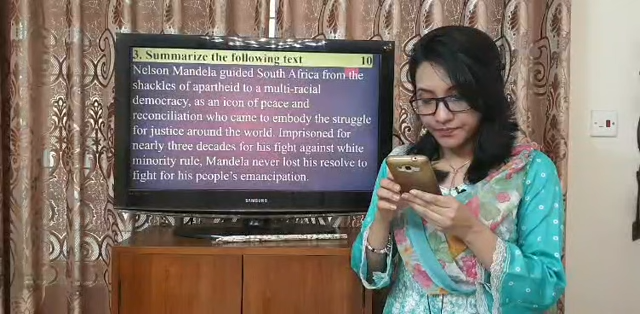 3. Summarize the following text 10
Nelson Mandela guided South Africa from the
shackles of apartheid to a multi-racial
democracy, as an icon of peace and
reconciliation who came to embody the struggle
for justice around the world. Imprisoned for
nearly three decades for his fight against white
minority rule, Mandela never lost his resolve to
fight for his people's emancipation.
SAMSUNG